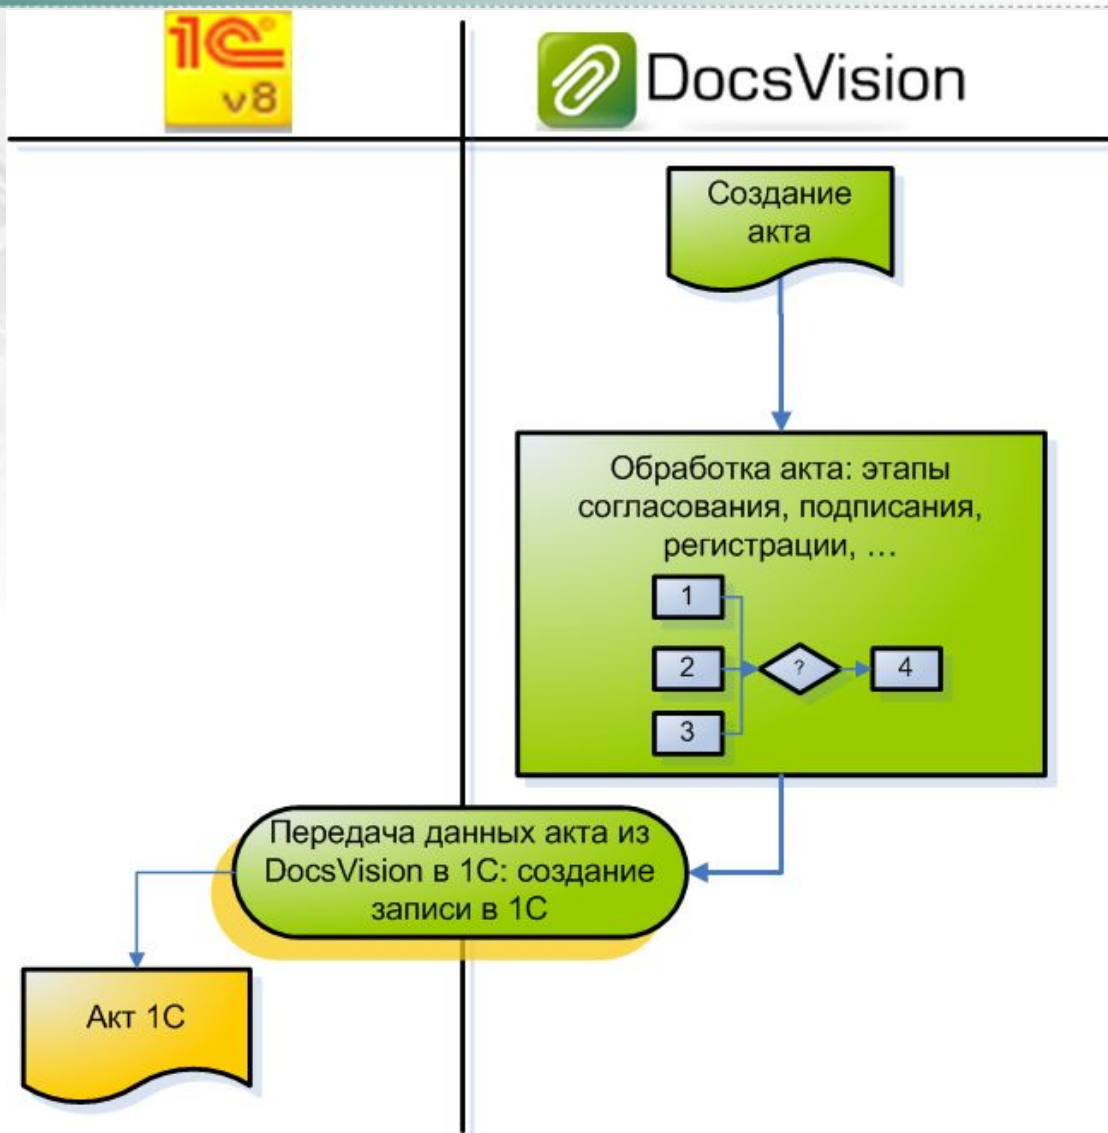 1С
v8
DocsVision
Создание
акта
Обработка акта: этапы
согласования, подписания,
регистрации, …
1
2
?
4
3
Передача данных акта из
DocsVision в 1С: создание
записи в 1С
Акт 1С